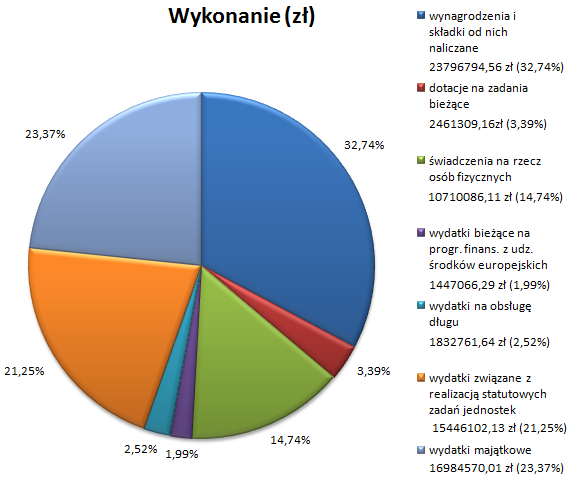 Wykonanie (zł)
32,74%
3,39%
14,74%
1,99%
2,52%
21,25%
23,37%
wynagrodzenia i
składki od nich
naliczane
23796794,56 zł (32,74%)
dotacje na zadania
bieżące
2461309,16zł (3,39%)
świadczenia na rzecz
osób fizycznych
10710086,11 zł (14,74%)
wydatki bieżące na
progr. finans. z udz.
środków europejskich
1447066,29 zł (1,99%)
wydatki na obsługę
długu
1832761,64 zł (2,52%)
wydatki związane z
realizacją statutowych
zadań jednostek
15446102,13 zł (21,25%)
wydatki majątkowe
16984570,01 zł (23,37%)